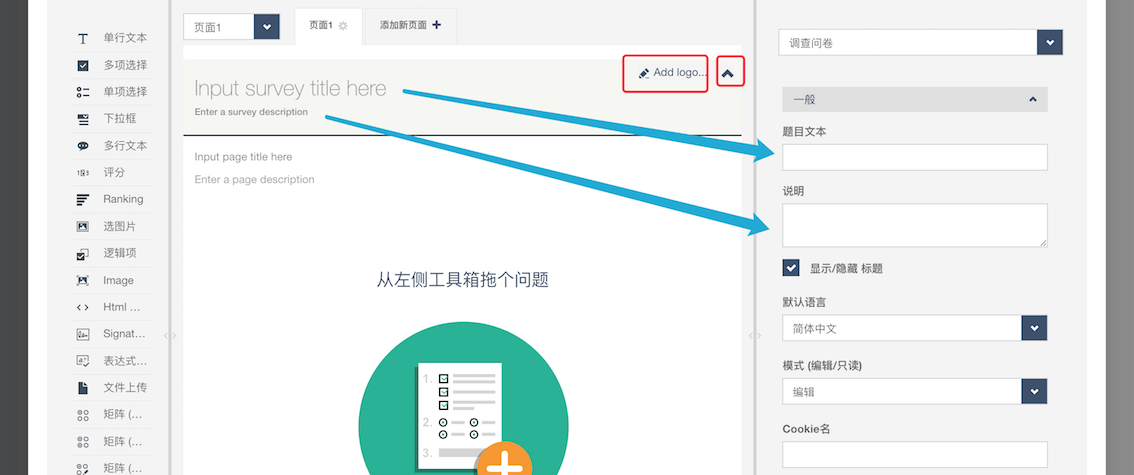 单行文本
多项选择
单项选择
下拉框
多行文本
评分
Ranking
选图片
逻辑项
Image
Html ...
Signat...
表达式...
文件上传
矩阵 (...
矩阵 (...
矩阵 (...
页面1
页面1
添加新页面
Add logo...
Input survey title here
Enter a survey description
Input page title here
Enter a page description
从左侧工具箱拖个问题
1.
2.
3.
调查问卷
一般
题目文本
说明
显示/隐藏 标题
默认语言
简体中文
模式 (编辑/只读)
编辑
Cookie名